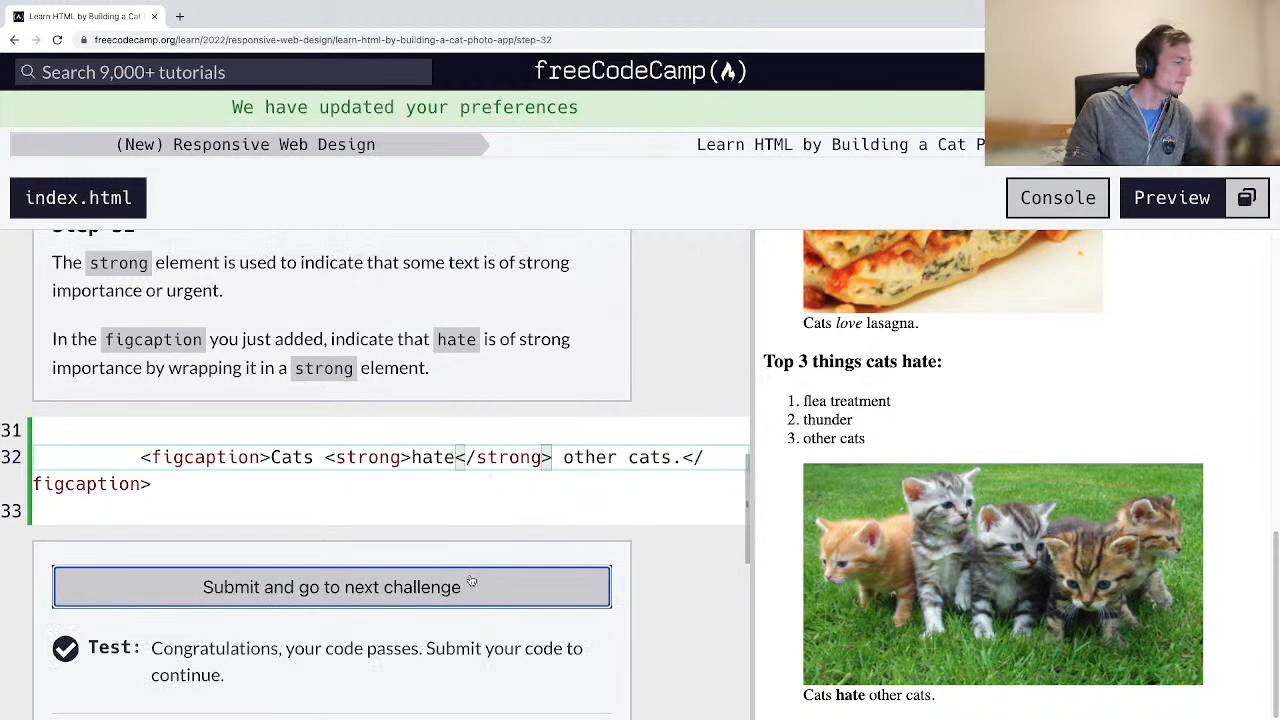 Learn HTML by Building a Cat
freecodecamp.org/learn/2022/responsive-web-design/learn-html-by-building-a-cat-photo-app/step-32
Search 9,000+ tutorials
freeCodeCamp
We have updated your preferences
(New) Responsive Web Design
Learn HTML by Building a Cat P
index.html
Console
Preview
The strong element is used to indicate that some text is of strong
importance or urgent.
In the figcaption you just added, indicate that hate is of strong
importance by wrapping it in a strong element.
31
32 <figcaption>Cats <strong>hate</strong> other cats.</
figcaption>
33
Submit and go to next challenge
Test: Congratulations, your code passes. Submit your code to
continue.
Cats love lasagna.
Top 3 things cats hate:
1. flea treatment
2. thunder
3. other cats
Cats hate other cats.